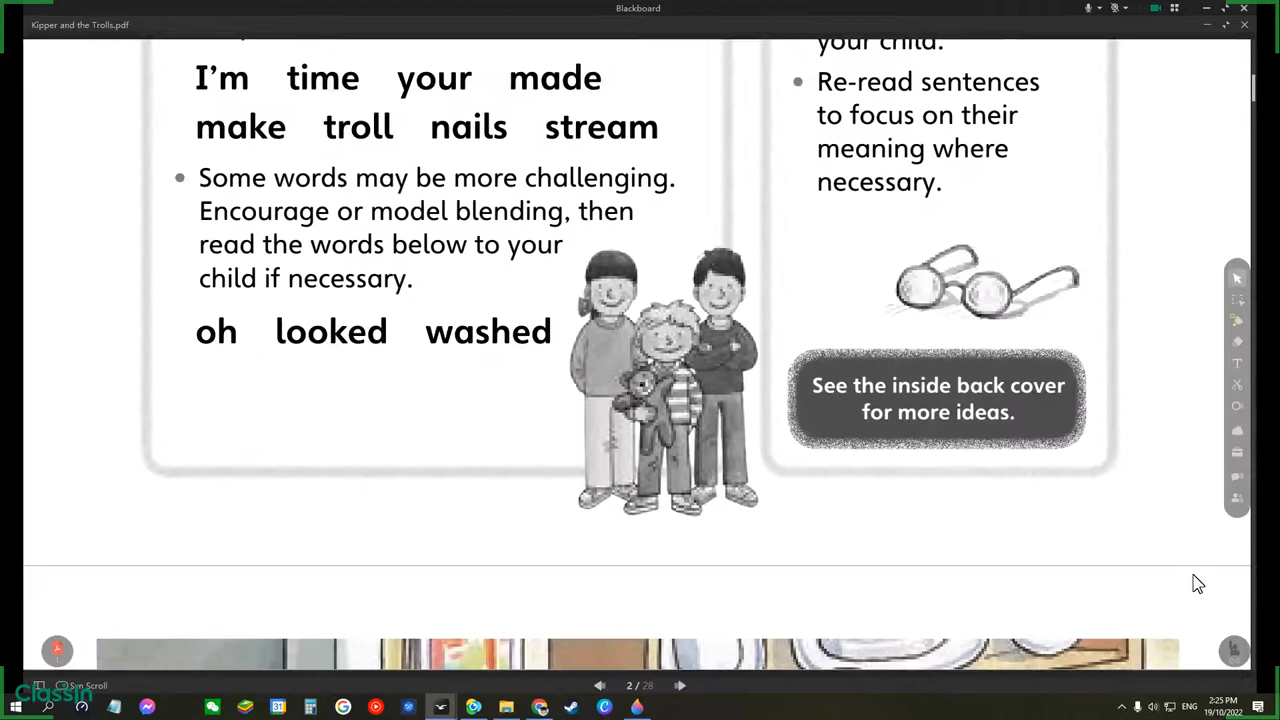 Blackboard
Kipper and the Trolls.pdf
I'm time your made
make troll nails stream
Some words may be more challenging.
Encourage or model blending, then
read the words below to your
child if necessary.
oh looked washed
your child.
Re-read sentences
to focus on their
meaning where
necessary.
See the inside back cover
for more ideas.
Syn Scroll
2 / 28
ClassIn
ENG
2:25 PM
19/10/2022